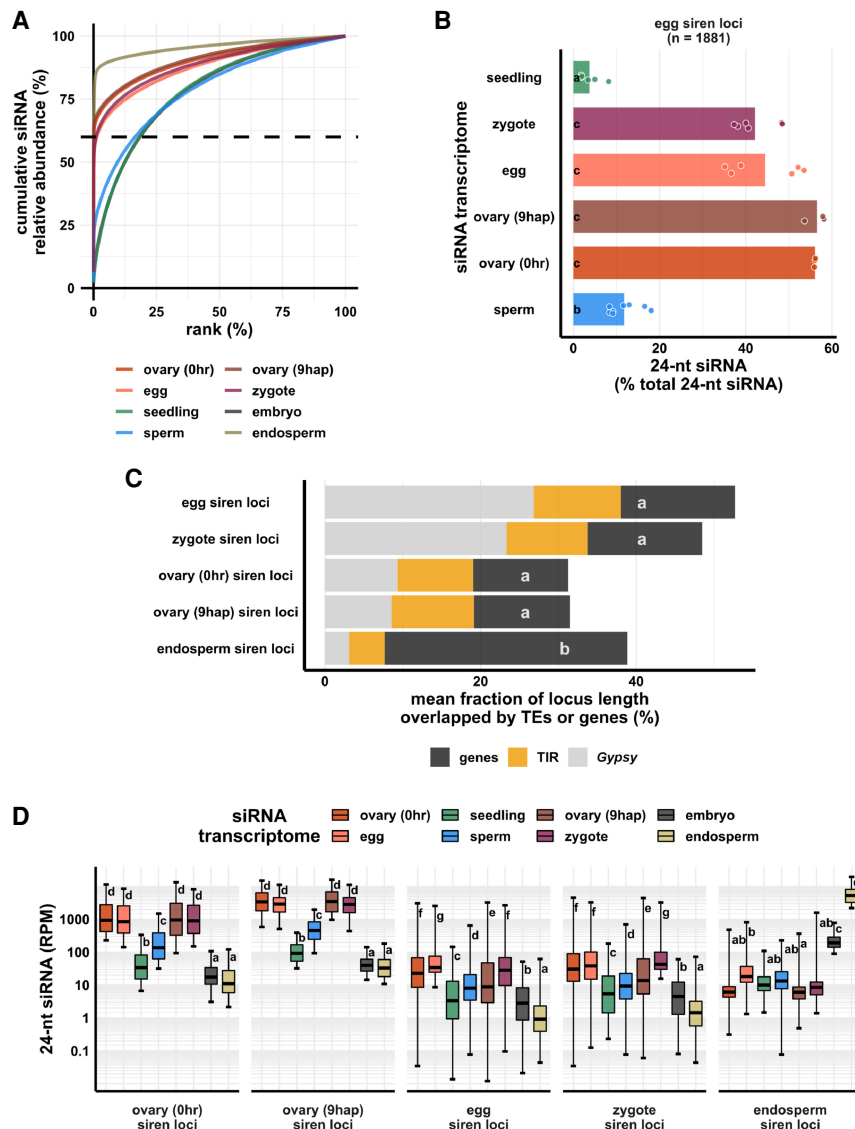 A
cumulative siRNA
relative abundance (%)
100
75
50
25
0
0 25 50 75 100
rank (%)
ovary (0hr) ovary (9hap)
egg zygote
seedling embryo
sperm endosperm
B
egg siren loci
(n = 1881)
siRNA transcriptome
seedling a
zygote c
egg c
ovary (9hap) c
ovary (0hr) c
sperm b
0 20 40 60
24-nt siRNA
(% total 24-nt siRNA)
C
egg siren loci a
zygote siren loci a
ovary (0hr) siren loci a
ovary (9hap) siren loci a
endosperm siren loci b
0 20 40
mean fraction of locus length
overlapped by TEs or genes (%)
genes TIR Gypsy
D
siRNA
transcriptome
ovary (0hr) seedling ovary (9hap) embryo
egg sperm zygote endosperm
24-nt siRNA (RPM)
1000
100
10
1
0.1
d d b c d d a a
d d b c d d a a
f g a d e f b a
f f c d e f b a
ab b ab ab a ab c
ovary (0hr)
siren loci
ovary (9hap)
siren loci
egg
siren loci
zygote
siren loci
endosperm
siren loci